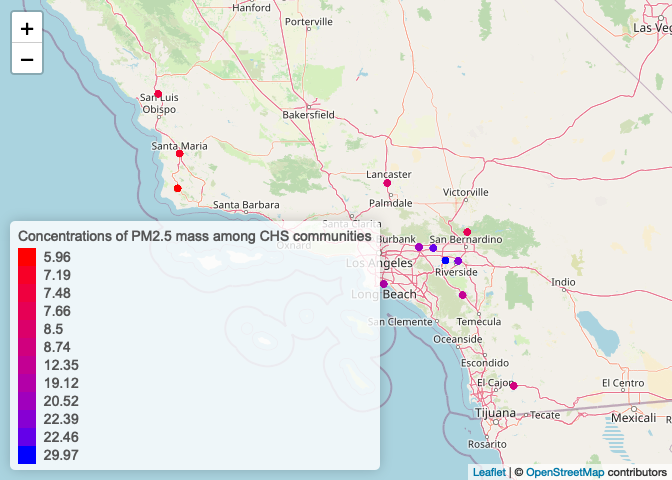 Hanford
Porterville
Las Veg
+
−
San Luis
Obispo
Bakersfield
Santa Maria
Lancaster
Palmdale
Victorville
Santa Barbara
Santa Clarita
Concentrations of PM2.5 mass among CHS communities
Oxnard
Burbank
San Bernardino
Los Angeles
Riverside
Long Beach
Indio
San Clemente
Temecula
Oceanside
Escondido
El Cajon
El Centro
Tijuana
Tecate
Mexicali
Rosarito
5.96
7.19
7.48
7.66
8.5
8.74
12.35
19.12
20.52
22.39
22.46
29.97
Leaflet | © OpenStreetMap contributors